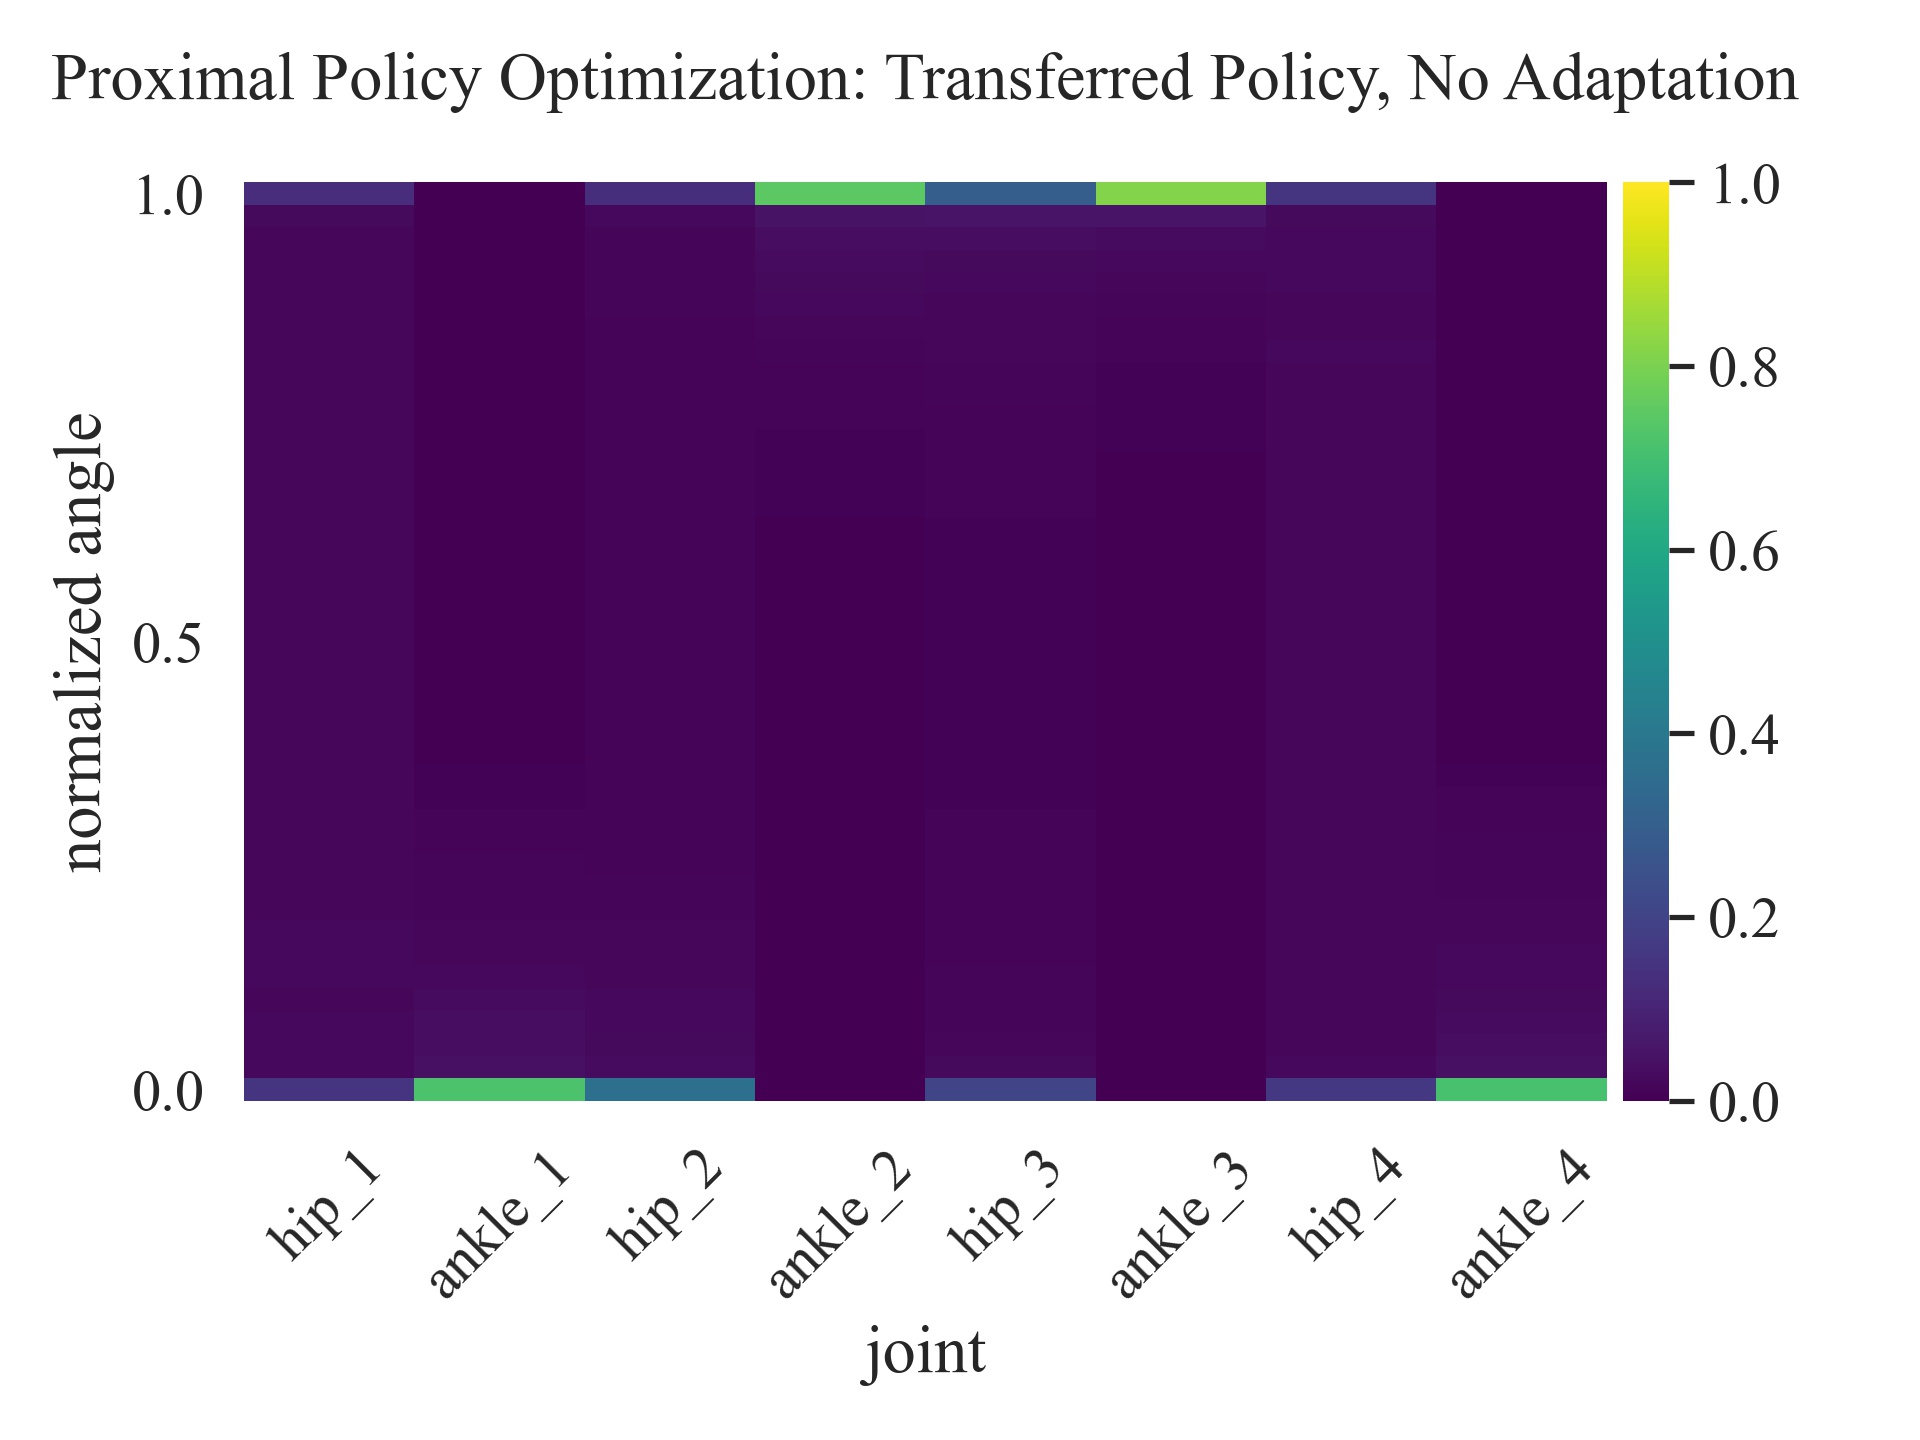 Proximal Policy Optimization: Transferred Policy, No Adaptation
normalized angle
1.0
0.5
0.0
1.0
0.8
0.6
0.4
0.2
0.0
hip_1
ankle_1
hip_2
ankle_2
hip_3
ankle_3
hip_4
ankle_4
joint